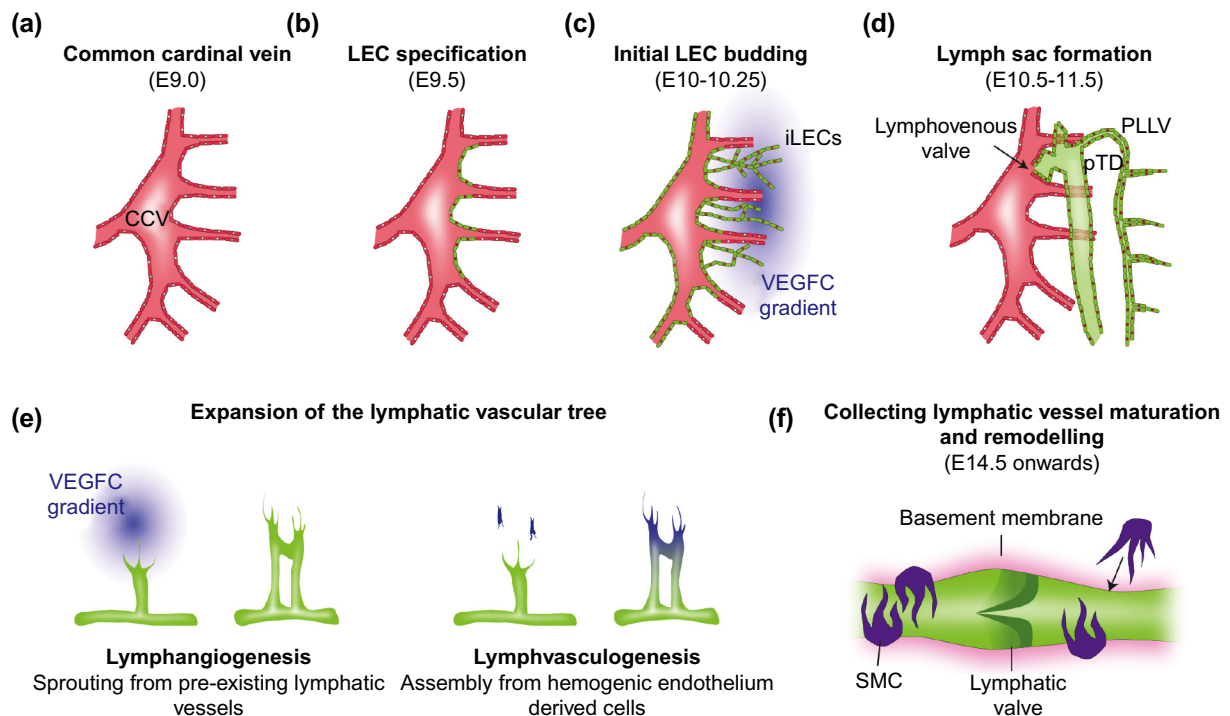 (a)
Common cardinal vein
(E9.0)
CCV
(b)
LEC specification
(E9.5)
(c)
Initial LEC budding
(E10-10.25)
iLECs
VEGFC
gradient
(d)
Lymph sac formation
(E10.5-11.5)
Lymphovenous
valve
PLLV
pTD
(e)
Expansion of the lymphatic vascular tree
VEGFC
gradient
Lymphangiogenesis
Sprouting from pre-existing lymphatic
vessels
Lymphvasculogenesis
Assembly from hemogenic endothelium
derived cells
(f)
Collecting lymphatic vessel maturation
and remodelling
(E14.5 onwards)
Basement membrane
SMC
Lymphatic
valve